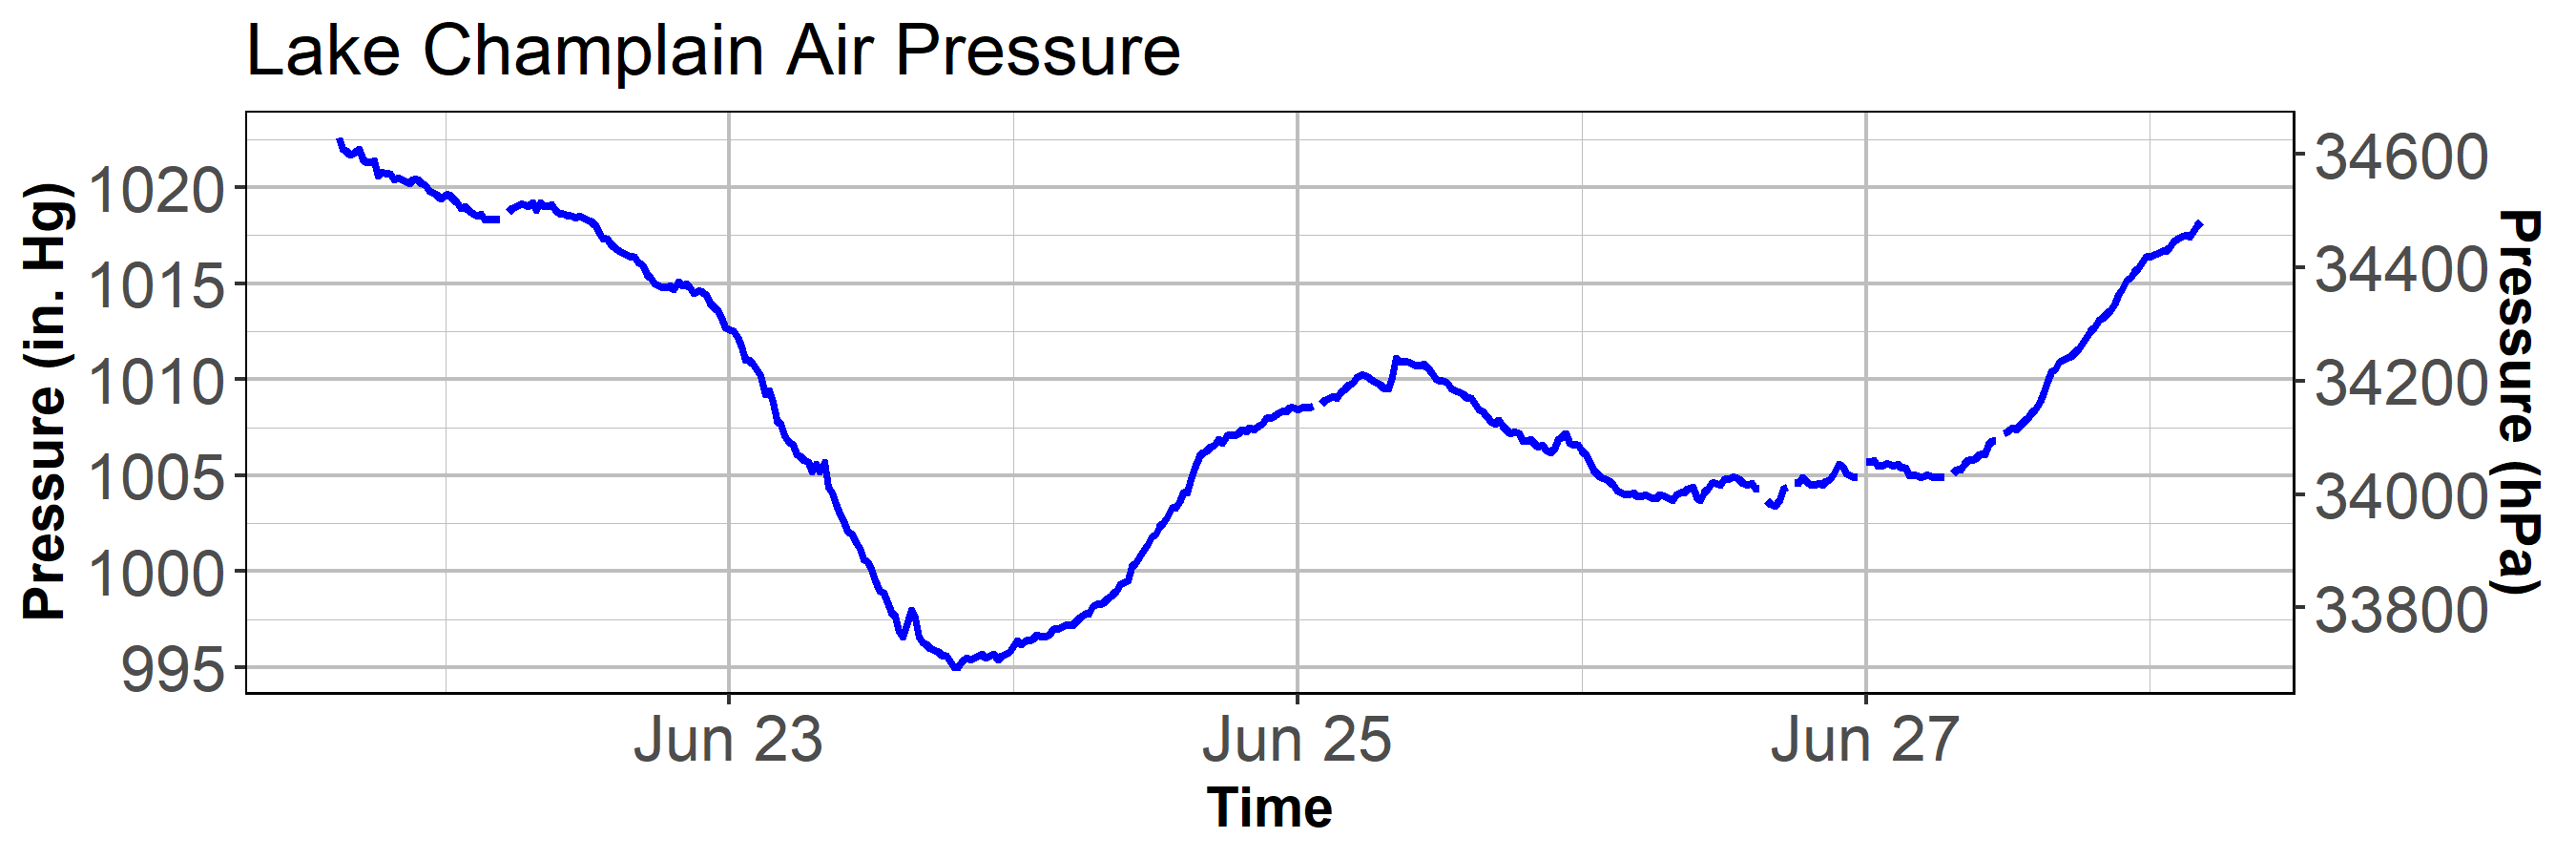 Lake Champlain Air Pressure
Pressure (in. Hg)
1020
1015
1010
1005
1000
995
34600
34400
34200
34000
33800
Pressure (hPa)
Jun 23 Jun 25 Jun 27
Time